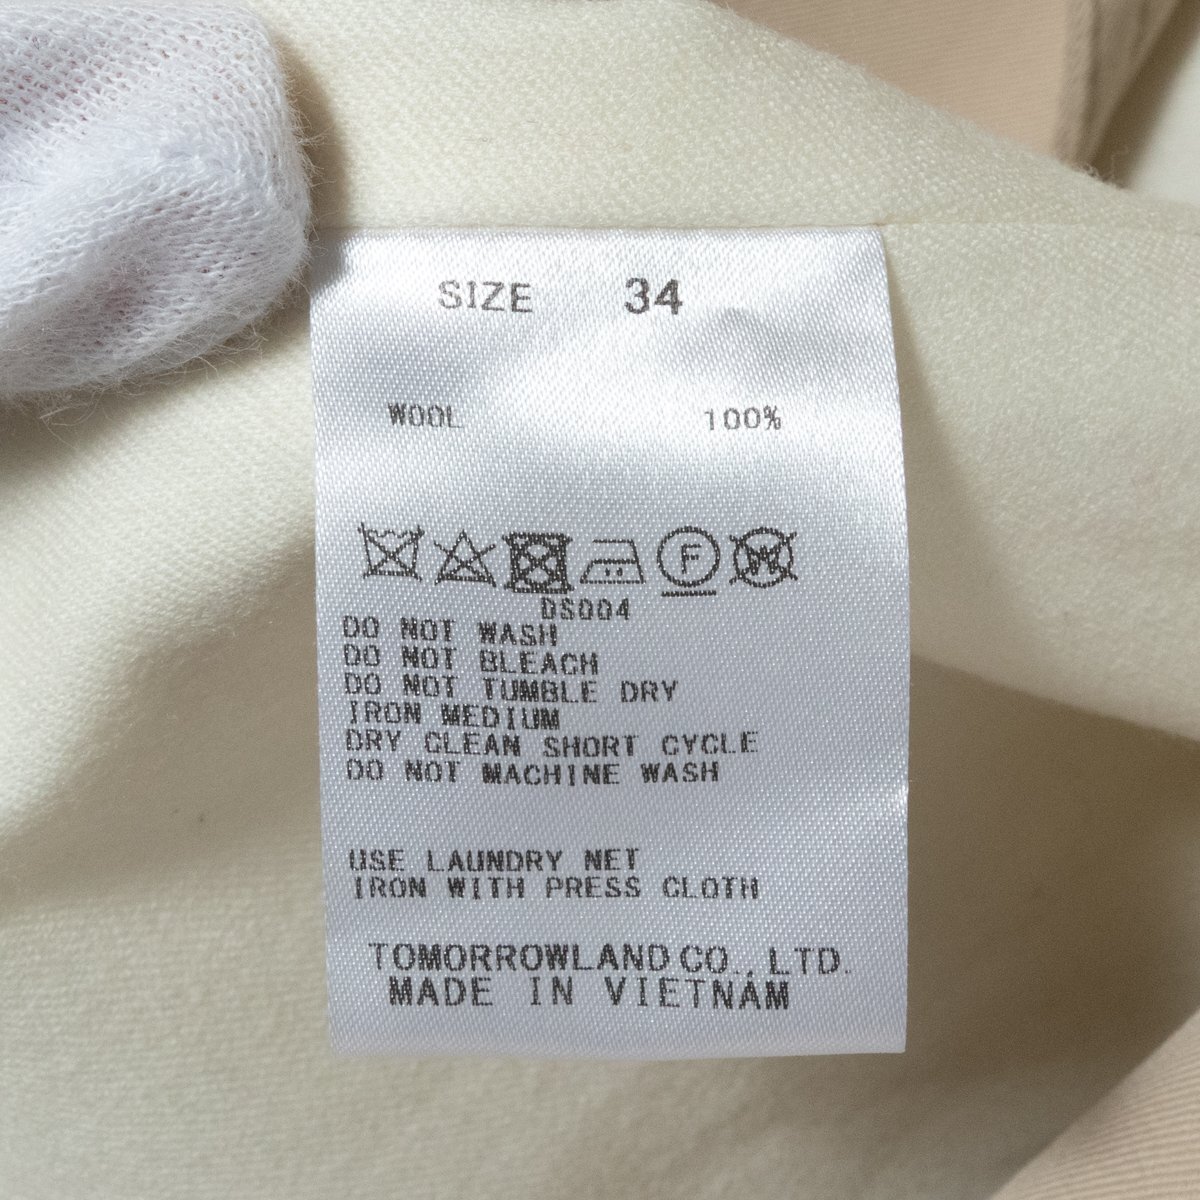 SIZE 34
WOOL 100%
F W
DS004
DO NOT WASH
DO NOT BLEACH
DO NOT TUMBLE DRY
IRON MEDIUM
DRY CLEAN SHORT CYCLE
DO NOT MACHINE WASH
USE LAUNDRY NET
IRON WITH PRESS CLOTH
TOMORROWLAND CO., LTD.
MADE IN VIETNAM